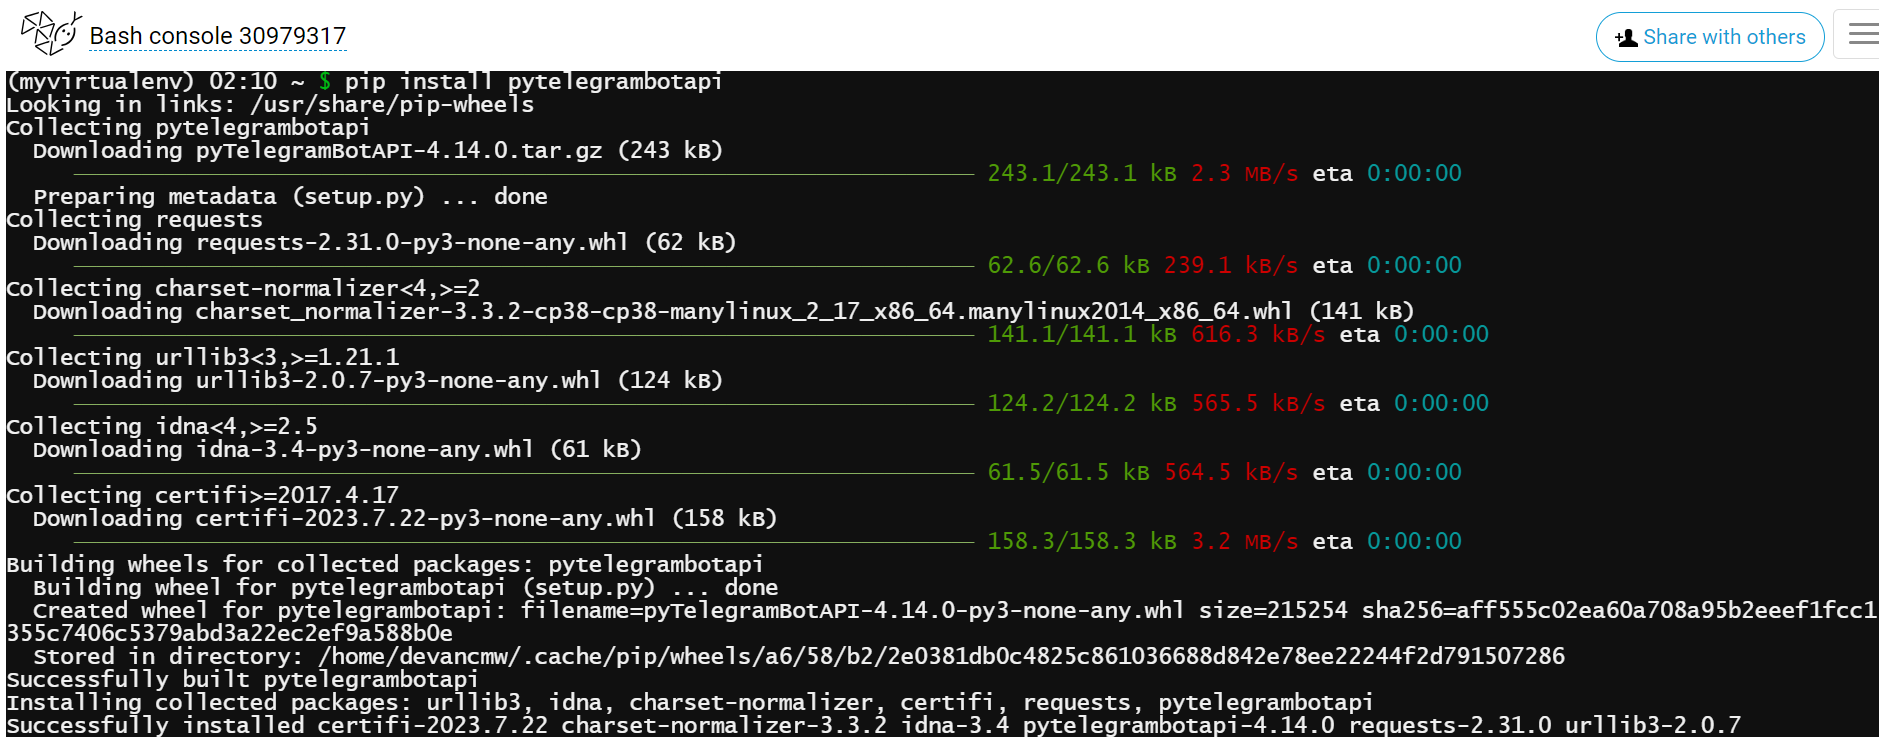 Bash console 30979317
Share with others
(myvirtualenv) 02:10 ~ $ pip install pytelegrambotapi
Looking in links: /usr/share/pip-wheels
Collecting pytelegrambotapi
  Downloading pyTelegramBotAPI-4.14.0.tar.gz (243 kB)
243.1/243.1 kB 2.3 MB/s eta 0:00:00
  Preparing metadata (setup.py) ... done
Collecting requests
  Downloading requests-2.31.0-py3-none-any.whl (62 kB)
62.6/62.6 kB 239.1 kB/s eta 0:00:00
Collecting charset-normalizer<4,>=2
  Downloading charset_normalizer-3.3.2-cp38-cp38-manylinux_2_17_x86_64.manylinux2014_x86_64.whl (141 kB)
141.1/141.1 kB 616.3 kB/s eta 0:00:00
Collecting urllib3<3,>=1.21.1
  Downloading urllib3-2.0.7-py3-none-any.whl (124 kB)
124.2/124.2 kB 565.5 kB/s eta 0:00:00
Collecting idna<4,>=2.5
  Downloading idna-3.4-py3-none-any.whl (61 kB)
61.5/61.5 kB 564.5 kB/s eta 0:00:00
Collecting certifi>=2017.4.17
  Downloading certifi-2023.7.22-py3-none-any.whl (158 kB)
158.3/158.3 kB 3.2 MB/s eta 0:00:00
Building wheels for collected packages: pytelegrambotapi
  Building wheel for pytelegrambotapi (setup.py) ... done
  Created wheel for pytelegrambotapi: filename=pyTelegramBotAPI-4.14.0-py3-none-any.whl size=215254 sha256=aff555c02ea60a708a95b2eeef1fcc1
355c7406c5379abd3a22ec2ef9a588b0e
  Stored in directory: /home/devancmw/.cache/pip/wheels/a6/58/b2/2e0381db0c4825c861036688d842e78ee22244f2d791507286
Successfully built pytelegrambotapi
Installing collected packages: urllib3, idna, charset-normalizer, certifi, requests, pytelegrambotapi
Successfully installed certifi-2023.7.22 charset-normalizer-3.3.2 idna-3.4 pytelegrambotapi-4.14.0 requests-2.31.0 urllib3-2.0.7